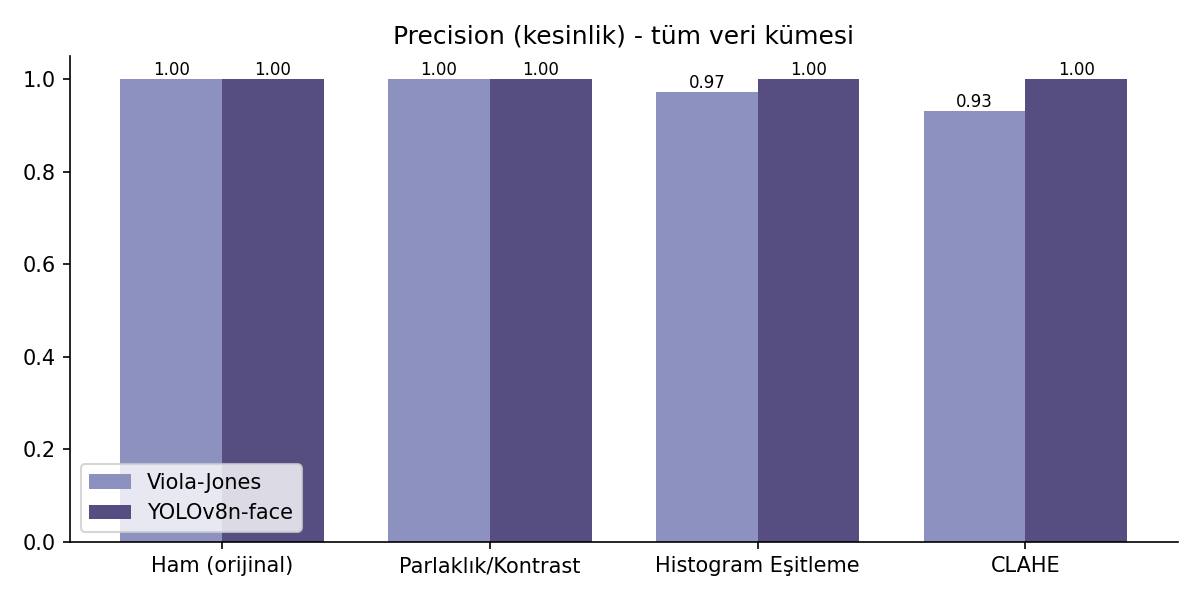 Precision (kesinlik) - tüm veri kümesi
1.00 1.00 1.00 1.00 0.97 1.00 0.93 1.00
1.0
0.8
0.6
0.4
0.2
0.0
Viola-Jones
YOLOv8n-face
Ham (orijinal) Parlaklık/Kontrast Histogram Eşitleme CLAHE